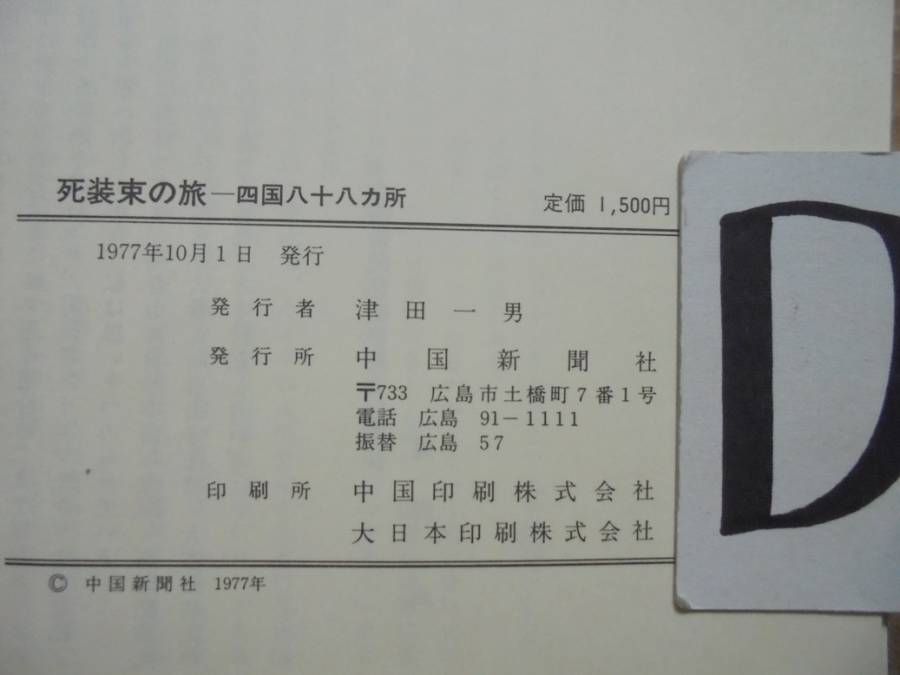 死装束の旅―四国八十八カ所 定価 1,500円
1977年10月1日 発行
発行者 津田一男
発行所 中国新聞社
〒733 広島市土橋町7番1号
電話 広島 91－1111
振替 広島 57
印刷所 中国印刷株式会社
大日本印刷株式会社
© 中国新聞社 1977年
D